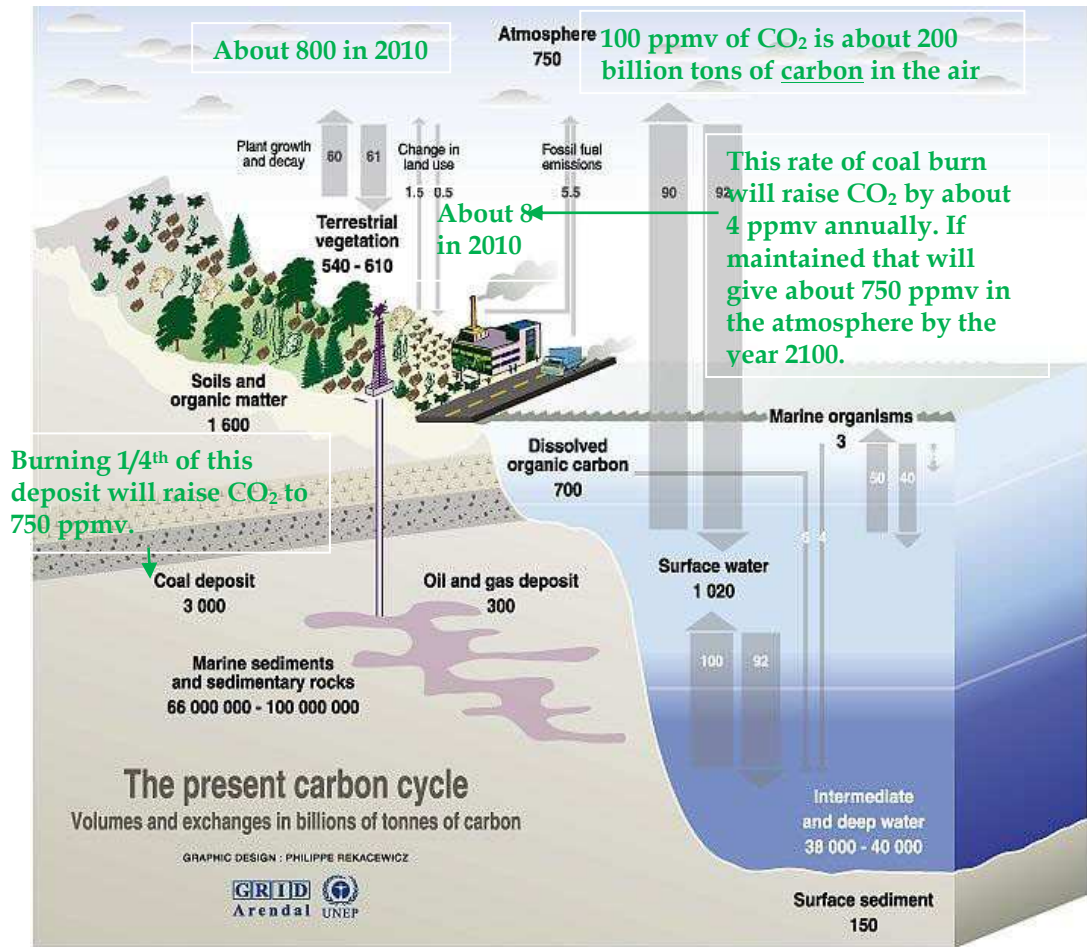 About 800 in 2010
Atmosphere
750
100 ppmv of CO₂ is about 200
billion tons of carbon in the air
Plant growth
and decay
60
61
Change in
land use
1.5 0.5
Fossil fuel
emissions
5.5
90
92
This rate of coal burn
will raise CO₂ by about
4 ppmv annually. If
maintained that will
give about 750 ppmv in
the atmosphere by the
year 2100.
About 8
in 2010
Terrestrial
vegetation
540 - 610
Soils and
organic matter
1 600
Marine organisms
3
50
40
Dissolved
organic carbon
700
6
4
Burning 1/4th of this
deposit will raise CO₂ to
750 ppmv.
Coal deposit
3 000
Oil and gas deposit
300
Surface water
1 020
100
92
Marine sediments
and sedimentary rocks
66 000 000 - 100 000 000
The present carbon cycle
Volumes and exchanges in billions of tonnes of carbon
GRAPHIC DESIGN : PHILIPPE REKACEWICZ
GRID
Arendal
UNEP
Intermediate
and deep water
38 000 - 40 000
Surface sediment
150